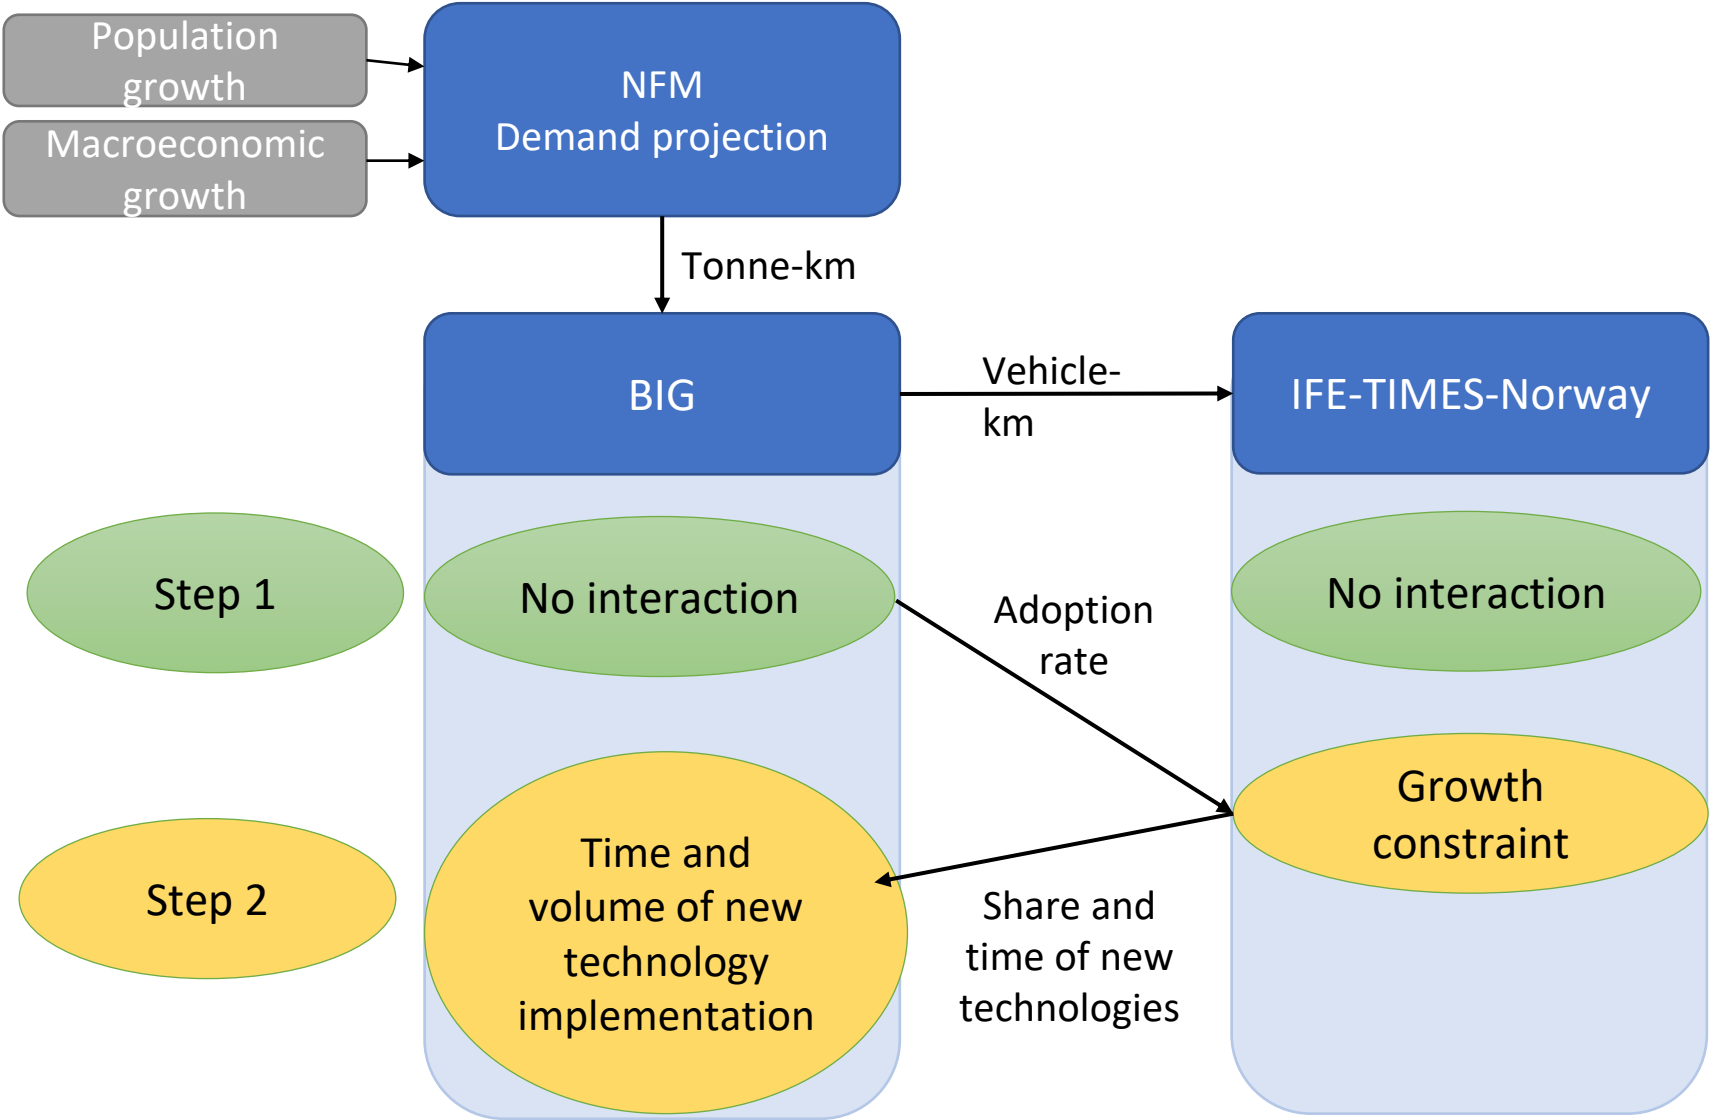 Population
growth
Macroeconomic
growth
NFM
Demand projection
Tonne-km
BIG
Vehicle-
km
IFE-TIMES-Norway
Step 1
No interaction
Adoption
rate
No interaction
Step 2
Time and
volume of new
technology
implementation
Share and
time of new
technologies
Growth
constraint